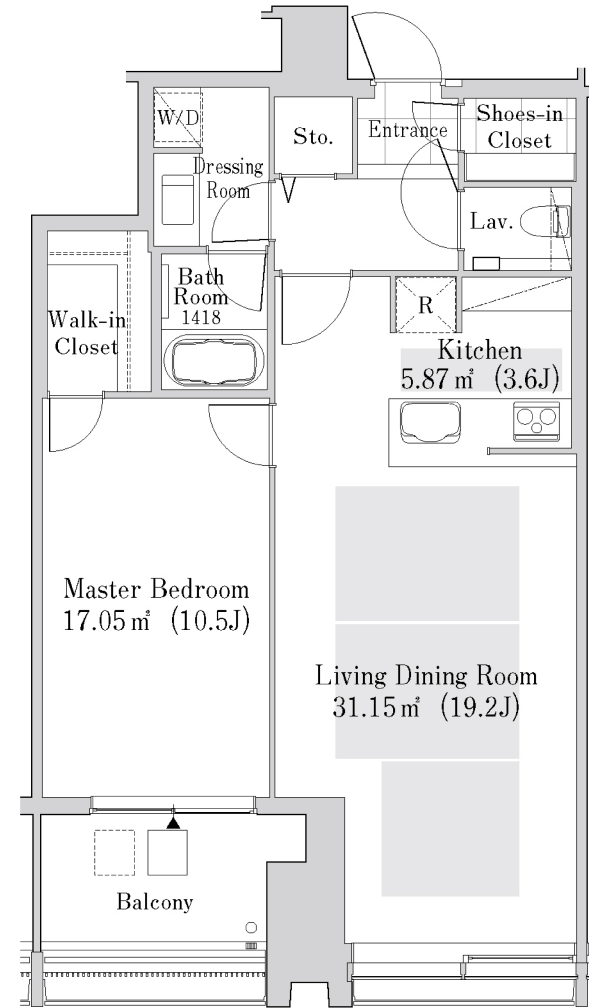 W/D
Sto.
Entrance
Shoes-in
Closet
Dressing
Room
Lav.
Bath
Room
1418
Walk-in
Closet
R
Kitchen
5.87㎡ (3.6J)
Master Bedroom
17.05㎡ (10.5J)
Living Dining Room
31.15㎡ (19.2J)
Balcony